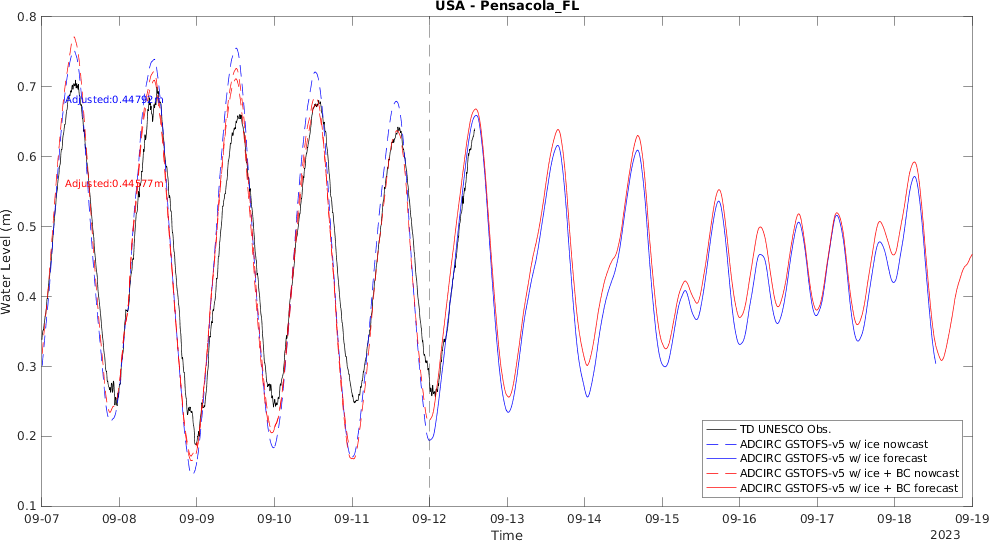 USA - Pensacola_FL
0.8
0.7
0.6
0.5
0.4
0.3
0.2
0.1
Water Level (m)
Adjusted:0.44792m
Adjusted:0.44577m
TD UNESCO Obs.
ADCIRC GSTOFS-v5 w/ ice nowcast
ADCIRC GSTOFS-v5 w/ ice forecast
ADCIRC GSTOFS-v5 w/ ice + BC nowcast
ADCIRC GSTOFS-v5 w/ ice + BC forecast
09-07 09-08 09-09 09-10 09-11 09-12 09-13 09-14 09-15 09-16 09-17 09-18 09-19
Time
2023